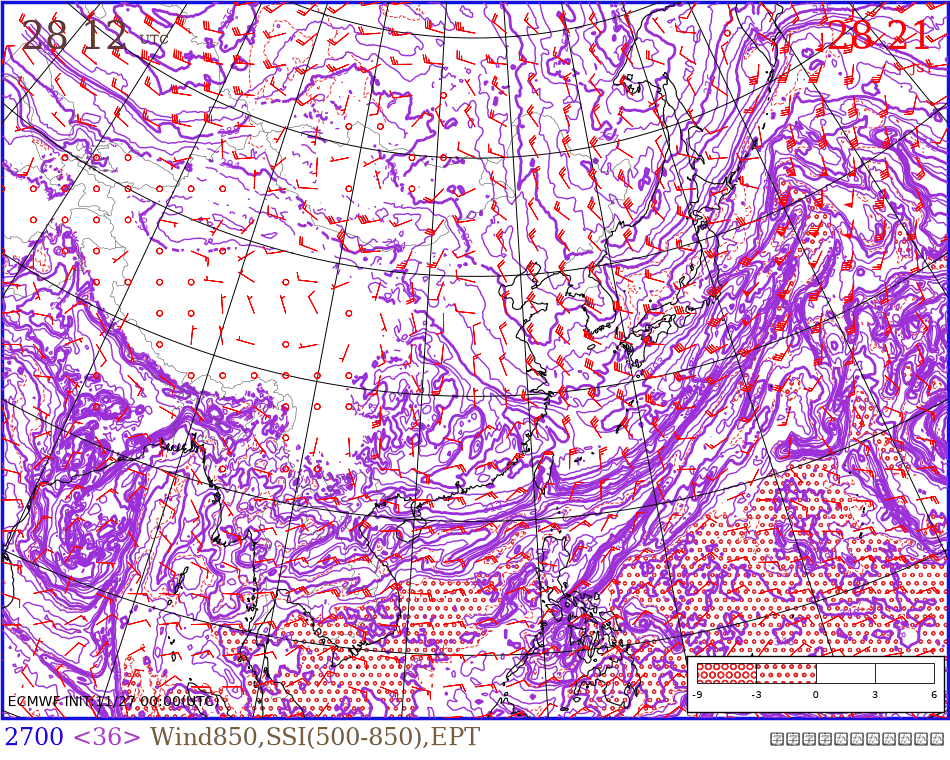 28 12 UTC 28 21
JST
ECMWF INIT:11/27 00:00(UTC)
-9 -3 0 3 6
2700 <36> Wind850,SSI(500-850),EPT